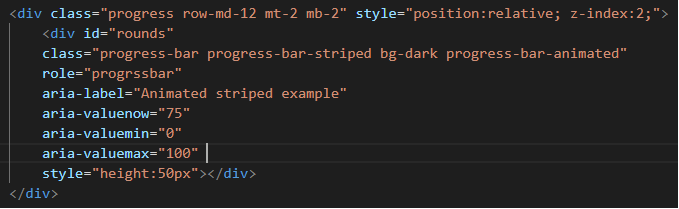 <div class="progress row-md-12 mt-2 mb-2" style="position:relative; z-index:2;">
<div id="rounds"
class="progress-bar progress-bar-striped bg-dark progress-bar-animated"
role="progrssbar"
aria-label="Animated striped example"
aria-valuenow="75"
aria-valuemin="0"
aria-valuemax="100"
style="height:50px"></div>
</div>